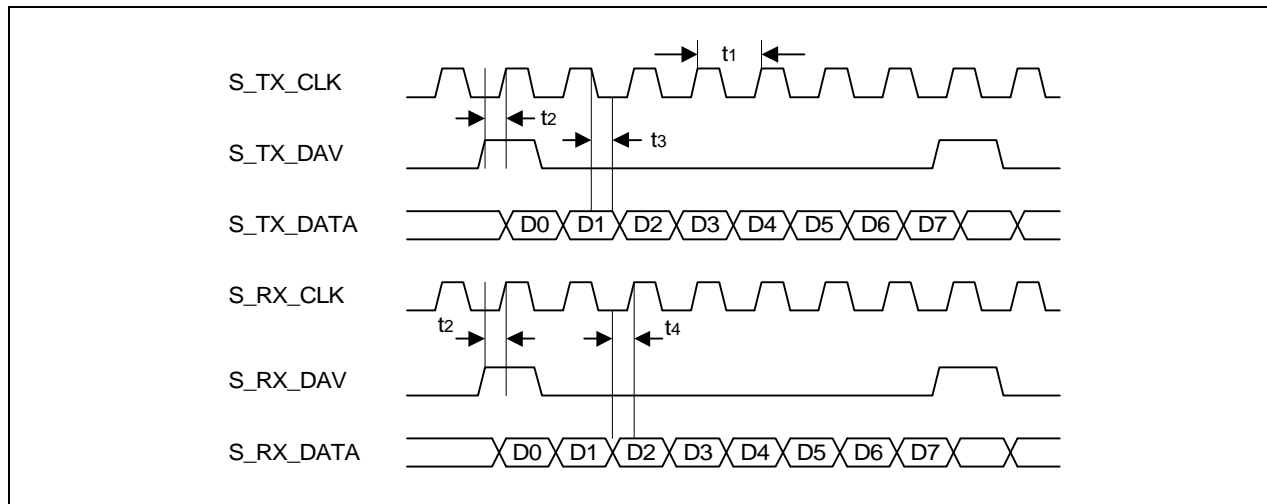 t1
S_TX_CLK
t2
S_TX_DAV
t3
S_TX_DATA D0 D1 D2 D3 D4 D5 D6 D7
S_RX_CLK
t2 t4
S_RX_DAV
S_RX_DATA D0 D1 D2 D3 D4 D5 D6 D7